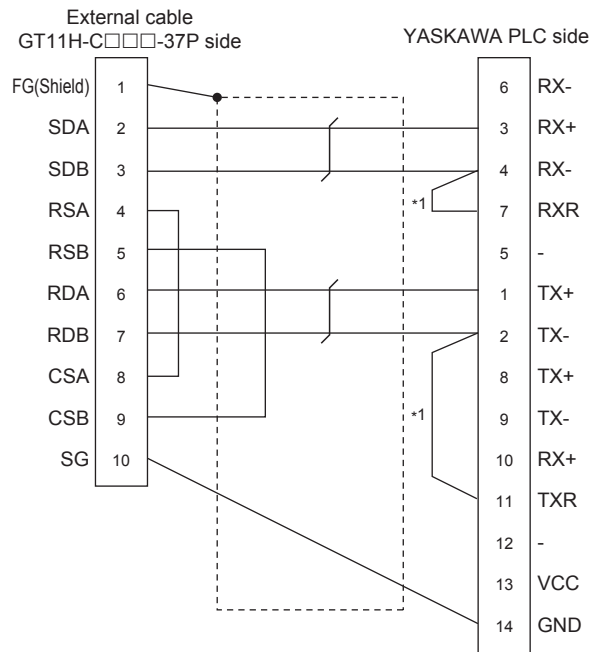 External cable
GT11H-C□□□-37P side
YASKAWA PLC side
FG(Shield) 1 6 RX-
SDA 2 3 RX+
SDB 3 4 RX-
*1
RSA 4 7 RXR
RSB 5 5 -
RDA 6 1 TX+
RDB 7 2 TX-
CSA 8 8 TX+
CSB 9 *1 9 TX-
SG 10 10 RX+
11 TXR
12 -
13 VCC
14 GND